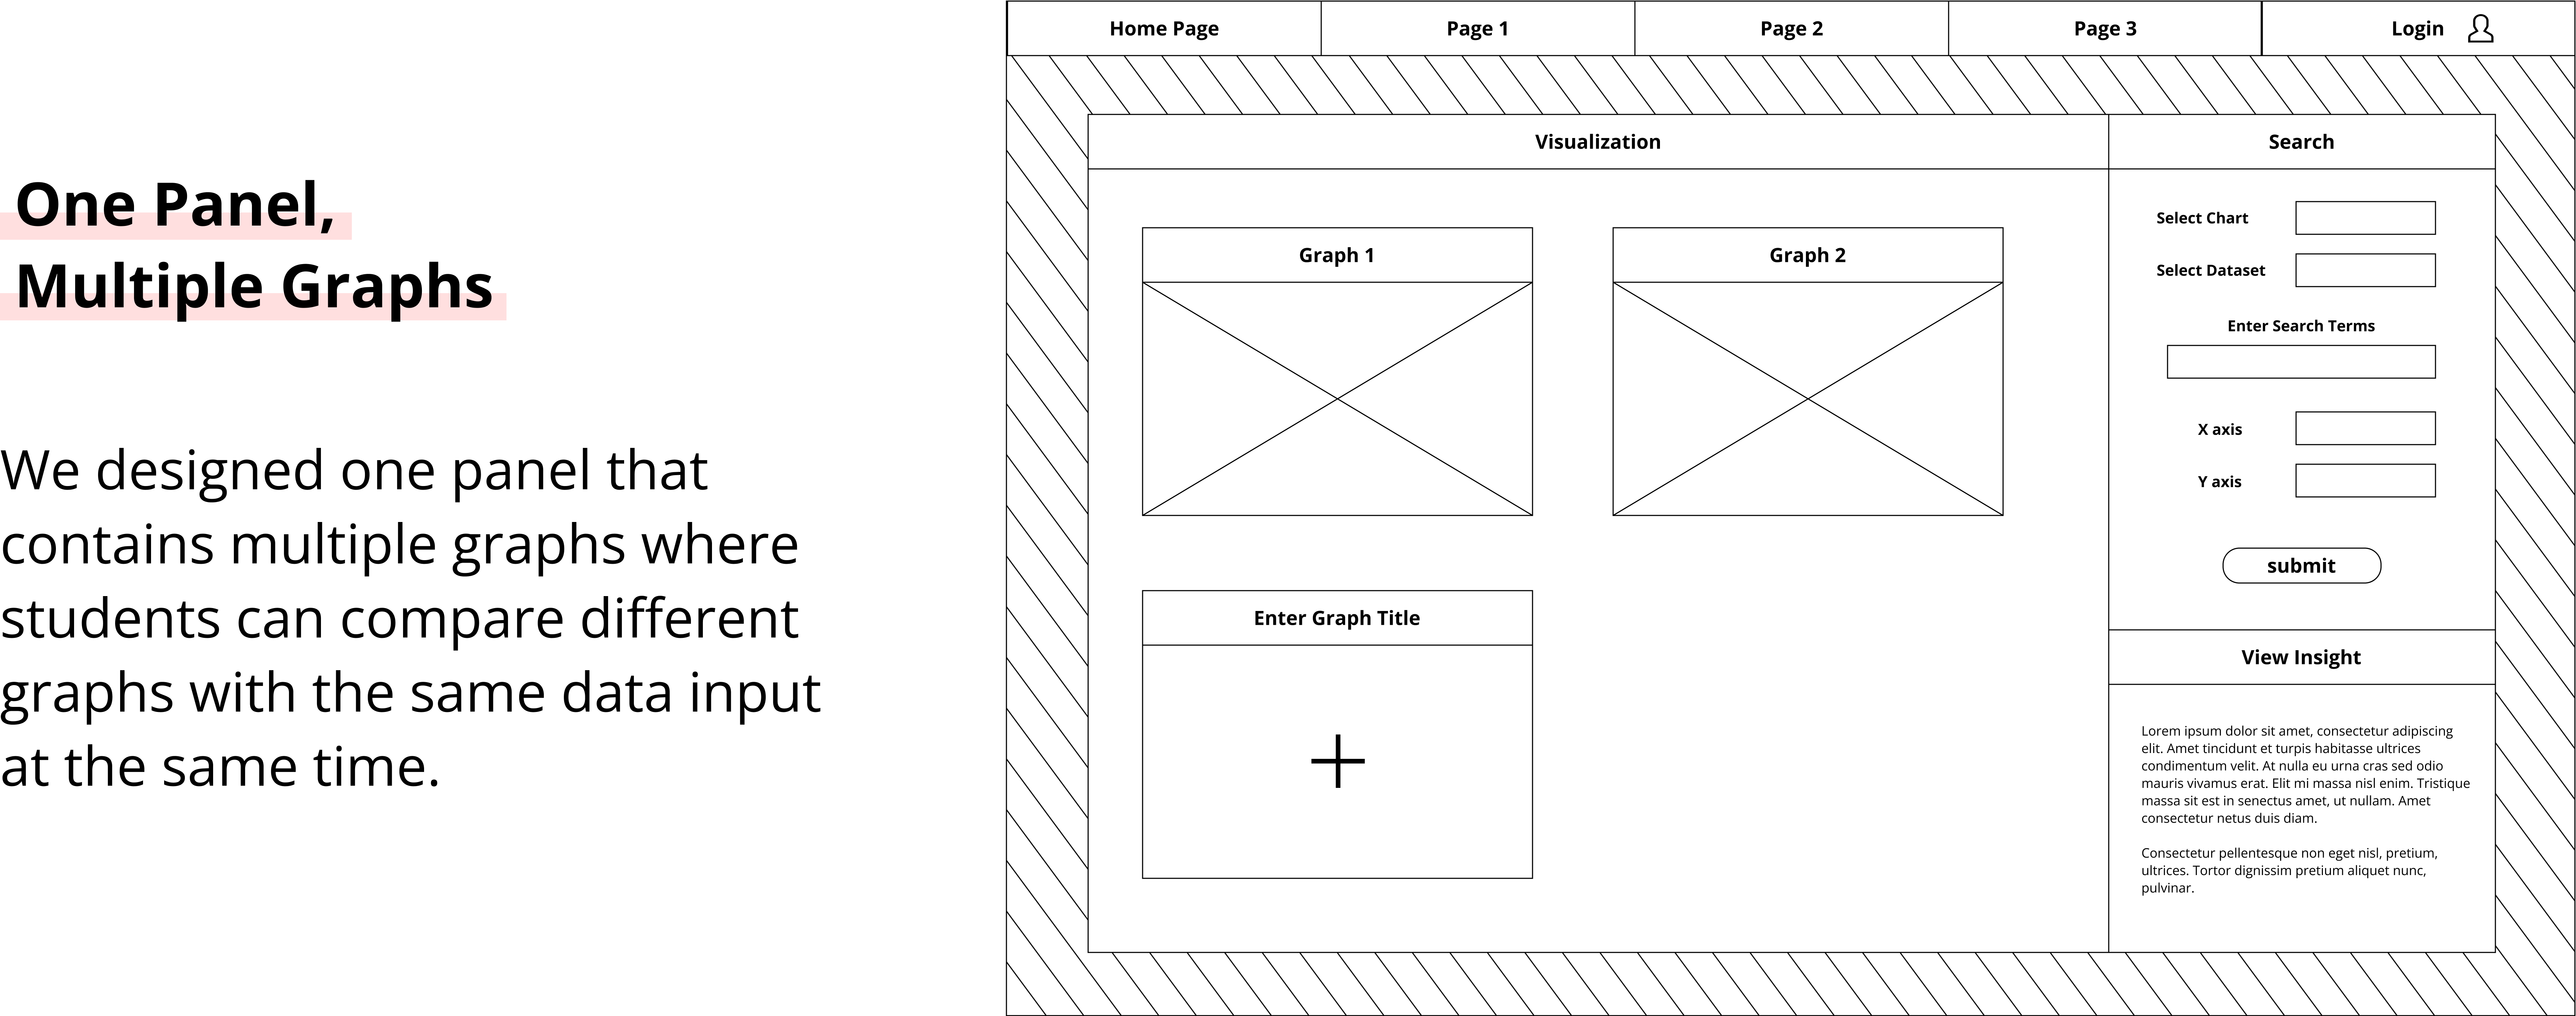 One Panel,
Multiple Graphs
We designed one panel that
contains multiple graphs where
students can compare different
graphs with the same data input
at the same time.
Home Page
Page 1
Page 2
Page 3
Login
Visualization
Graph 1
Graph 2
Enter Graph Title
Search
Select Chart
Select Dataset
Enter Search Terms
X axis
Y axis
submit
View Insight
Lorem ipsum dolor sit amet, consectetur adipiscing
elit. Amet tincidunt et turpis habitasse ultrices
condimentum velit. At nulla eu urna cras sed odio
mauris vivamus erat. Elit mi massa nisl enim. Tristique
massa sit est in senectus amet, ut nullam. Amet
consectetur netus duis diam.
Consectetur pellentesque non eget nisl, pretium,
ultrices. Tortor dignissim pretium aliquet nunc,
pulvinar.